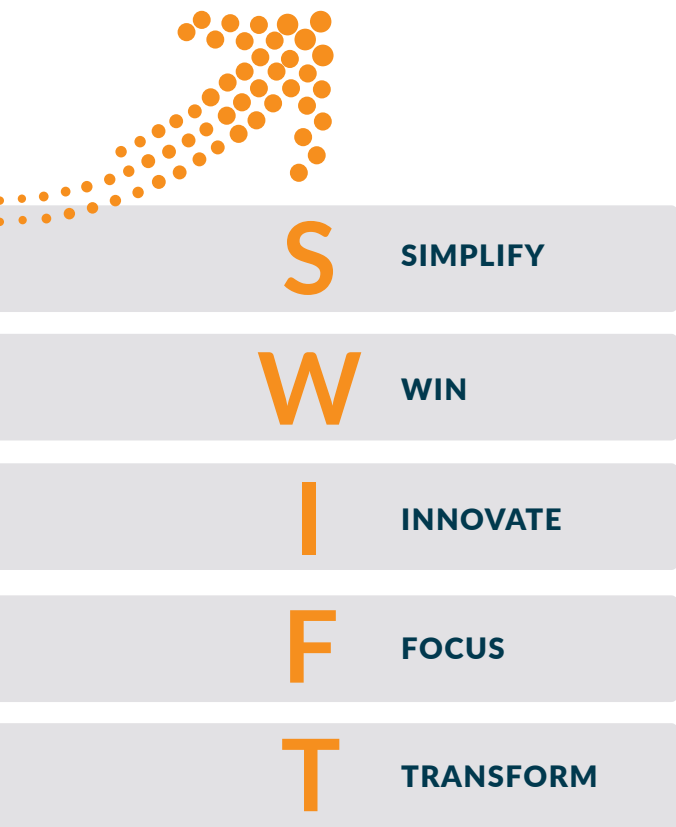 S SIMPLIFY
W WIN
I INNOVATE
F FOCUS
T TRANSFORM